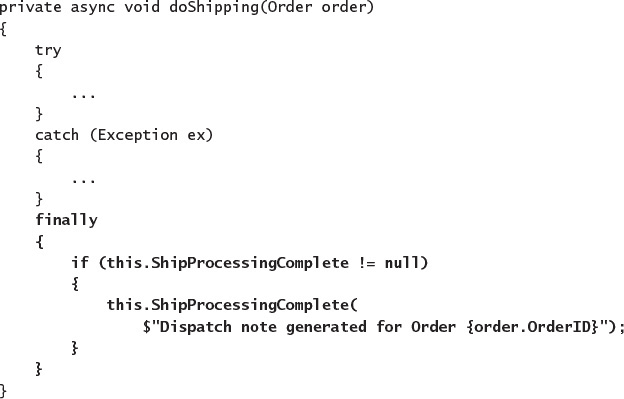 private async void doShipping(Order order)
{
    try
    {
        ...
    }
    catch (Exception ex)
    {
        ...
    }
    finally
    {
        if (this.ShipProcessingComplete != null)
        {
            this.ShipProcessingComplete(
                $"Dispatch note generated for Order {order.OrderID}");
        }
    }
}